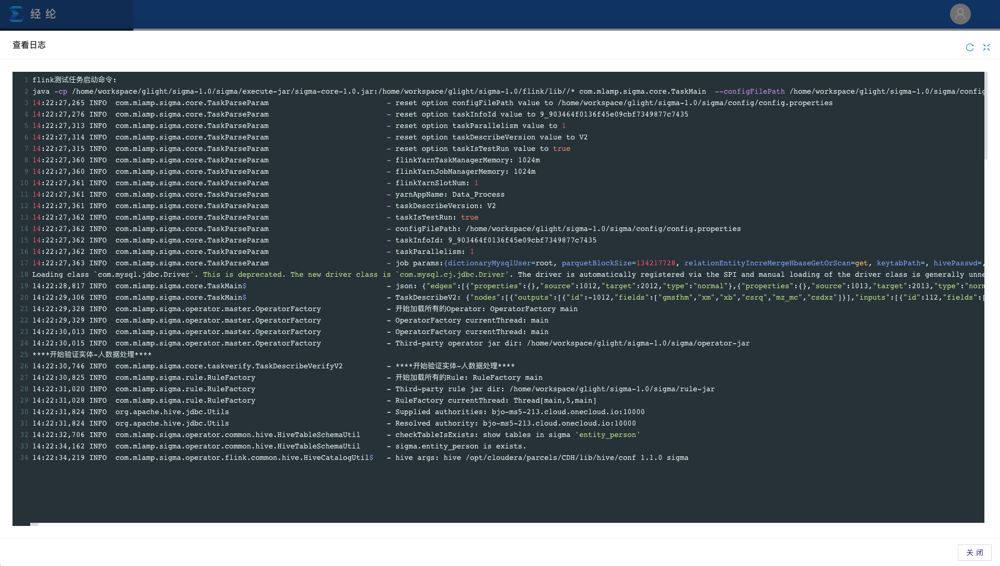 经纶
查看日志
1 flink测试任务启动命令:
2 java -cp /home/workspace/glight/sigma-1.0/sigma/execute-jar/sigma-core-1.0.jar:/home/workspace/glight/sigma-1.0/flink/lib//* com.mlamp.sigma.core.TaskMain  --configFilePath /home/workspace/glight/sigma-1.0/sigma/config
3 14:22:27,265 INFO  com.mlamp.sigma.core.TaskParseParam - reset option configFilePath value to /home/workspace/glight/sigma-1.0/sigma/config/config.properties
4 14:22:27,276 INFO  com.mlamp.sigma.core.TaskParseParam - reset option taskInfoId value to 9_903464f0136f45e09cbf7349877c7435
5 14:22:27,313 INFO  com.mlamp.sigma.core.TaskParseParam - reset option taskParallelism value to 1
6 14:22:27,314 INFO  com.mlamp.sigma.core.TaskParseParam - reset option taskDescribeVersion value to V2
7 14:22:27,315 INFO  com.mlamp.sigma.core.TaskParseParam - reset option taskIsTestRun value to true
8 14:22:27,360 INFO  com.mlamp.sigma.core.TaskParseParam - flinkYarnTaskManagerMemory: 1024m
9 14:22:27,360 INFO  com.mlamp.sigma.core.TaskParseParam - flinkYarnJobManagerMemory: 1024m
10 14:22:27,361 INFO  com.mlamp.sigma.core.TaskParseParam - flinkYarnSlotNum: 1
11 14:22:27,361 INFO  com.mlamp.sigma.core.TaskParseParam - yarnAppName: Data_Process
12 14:22:27,361 INFO  com.mlamp.sigma.core.TaskParseParam - taskDescribeVersion: V2
13 14:22:27,362 INFO  com.mlamp.sigma.core.TaskParseParam - taskIsTestRun: true
14 14:22:27,362 INFO  com.mlamp.sigma.core.TaskParseParam - configFilePath: /home/workspace/glight/sigma-1.0/sigma/config/config.properties
15 14:22:27,362 INFO  com.mlamp.sigma.core.TaskParseParam - taskInfoId: 9_903464f0136f45e09cbf7349877c7435
16 14:22:27,362 INFO  com.mlamp.sigma.core.TaskParseParam - taskParallelism: 1
17 14:22:27,363 INFO  com.mlamp.sigma.core.TaskParseParam - job params:{dictionaryMysqlUser=root, parquetBlockSize=134217728, relationEntityIncreMergeHbaseGetOrScan=get, keytabPath=, hivePasswd=,
18 Loading class `com.mysql.jdbc.Driver'. This is deprecated. The new driver class is `com.mysql.cj.jdbc.Driver'. The driver is automatically registered via the SPI and manual loading of the driver class is generally unne
19 14:22:28,817 INFO  com.mlamp.sigma.core.TaskMain$ - json: {"edges":[{"properties":{},"source":1012,"target":2012,"type":"normal"},{"properties":{},"source":1013,"target":2013,"type":"norm
20 14:22:29,306 INFO  com.mlamp.sigma.core.TaskMain$ - TaskDescribeV2: {"nodes":[{"outputs":[{"id":-1012,"fields":["gmsfhm","xm","xb","csrq","mz_mc","csdxz"]}],"inputs":[{"id":112,"fields":[
21 14:22:29,328 INFO  com.mlamp.sigma.operator.master.OperatorFactory - 开始加载所有的Operator: OperatorFactory main
22 14:22:29,329 INFO  com.mlamp.sigma.operator.master.OperatorFactory - OperatorFactory currentThread: main
23 14:22:30,013 INFO  com.mlamp.sigma.operator.master.OperatorFactory - OperatorFactory currentThread: main
24 14:22:30,015 INFO  com.mlamp.sigma.operator.master.OperatorFactory - Third-party operator jar dir: /home/workspace/glight/sigma-1.0/sigma/operator-jar
25 ****开始验证实体-人数据处理****
26 14:22:30,746 INFO  com.mlamp.sigma.core.taskverify.TaskDescribeVerifyV2 - ****开始验证实体-人数据处理****
27 14:22:30,825 INFO  com.mlamp.sigma.rule.RuleFactory - 开始加载所有的Rule: RuleFactory main
28 14:22:31,020 INFO  com.mlamp.sigma.rule.RuleFactory - Third-party rule jar dir: /home/workspace/glight/sigma-1.0/sigma/rule-jar
29 14:22:31,028 INFO  com.mlamp.sigma.rule.RuleFactory - RuleFactory currentThread: Thread[main,5,main]
30 14:22:31,824 INFO  org.apache.hive.jdbc.Utils - Supplied authorities: bjo-ms5-213.cloud.onecloud.io:10000
31 14:22:31,824 INFO  org.apache.hive.jdbc.Utils - Resolved authority: bjo-ms5-213.cloud.onecloud.io:10000
32 14:22:32,706 INFO  com.mlamp.sigma.operator.common.hive.HiveTableSchemaUtil - checkTableIsExists: show tables in sigma 'entity_person'
33 14:22:34,162 INFO  com.mlamp.sigma.operator.common.hive.HiveTableSchemaUtil - sigma.entity_person is exists.
34 14:22:34,219 INFO  com.mlamp.sigma.operator.flink.common.hive.HiveCatalogUtil$ - hive args: hive /opt/cloudera/parcels/CDH/lib/hive/conf 1.1.0 sigma
关 闭